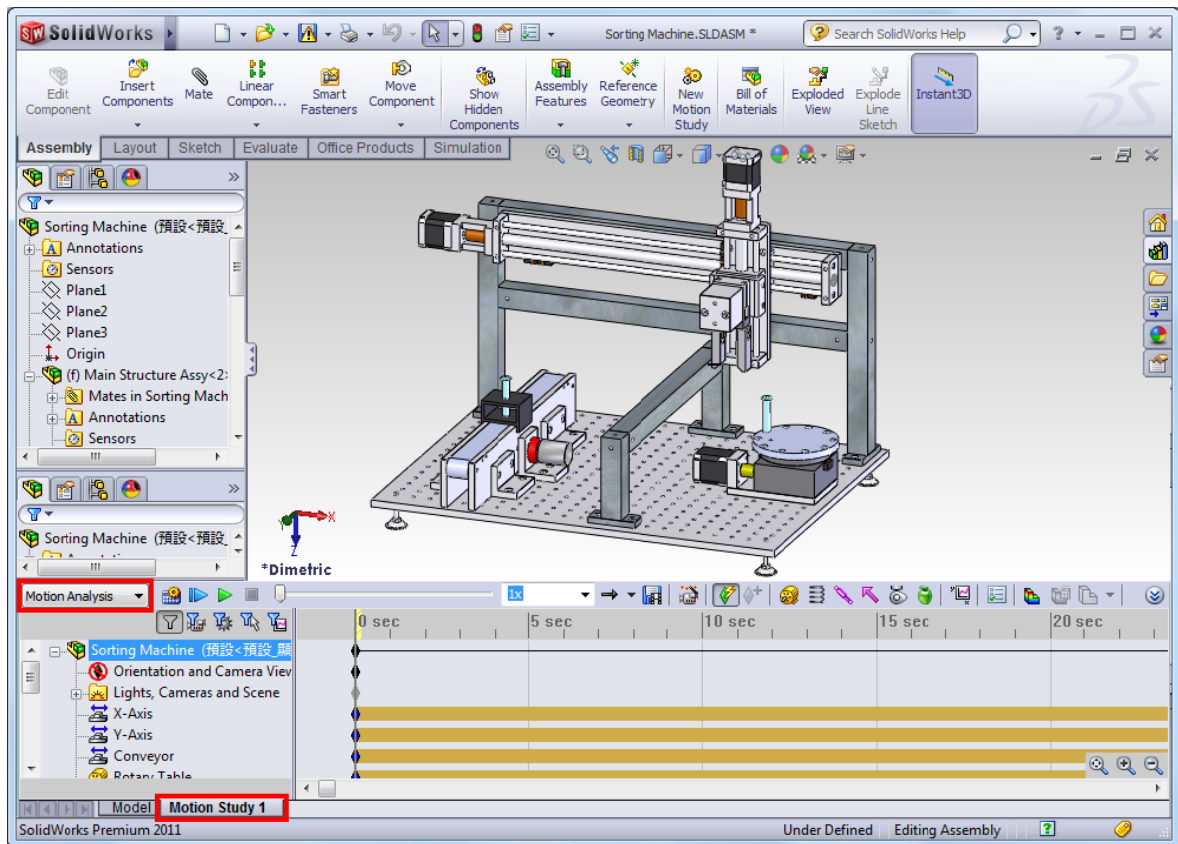 SolidWorks
Sorting Machine.SLDASM *
Search SolidWorks Help
Edit Component
Insert Components
Mate
Linear Compon...
Smart Fasteners
Move Component
Show Hidden Components
Assembly Features
Reference Geometry
New Motion Study
Bill of Materials
Exploded View
Explode Line Sketch
Instant3D
Assembly Layout Sketch Evaluate Office Products Simulation
Sorting Machine (預設<預設_
Annotations
Sensors
Plane1
Plane2
Plane3
Origin
(f) Main Structure Assy<2>
Mates in Sorting Mach
Annotations
Sensors
Sorting Machine (預設<預設_
X
Y
Z
*Dimetric
Motion Analysis
1x
0 sec 5 sec 10 sec 15 sec 20 sec
Sorting Machine (預設<預設_顯
Orientation and Camera View
Lights, Cameras and Scene
X-Axis
Y-Axis
Conveyor
Rotary Table
Model Motion Study 1
SolidWorks Premium 2011 Under Defined Editing Assembly